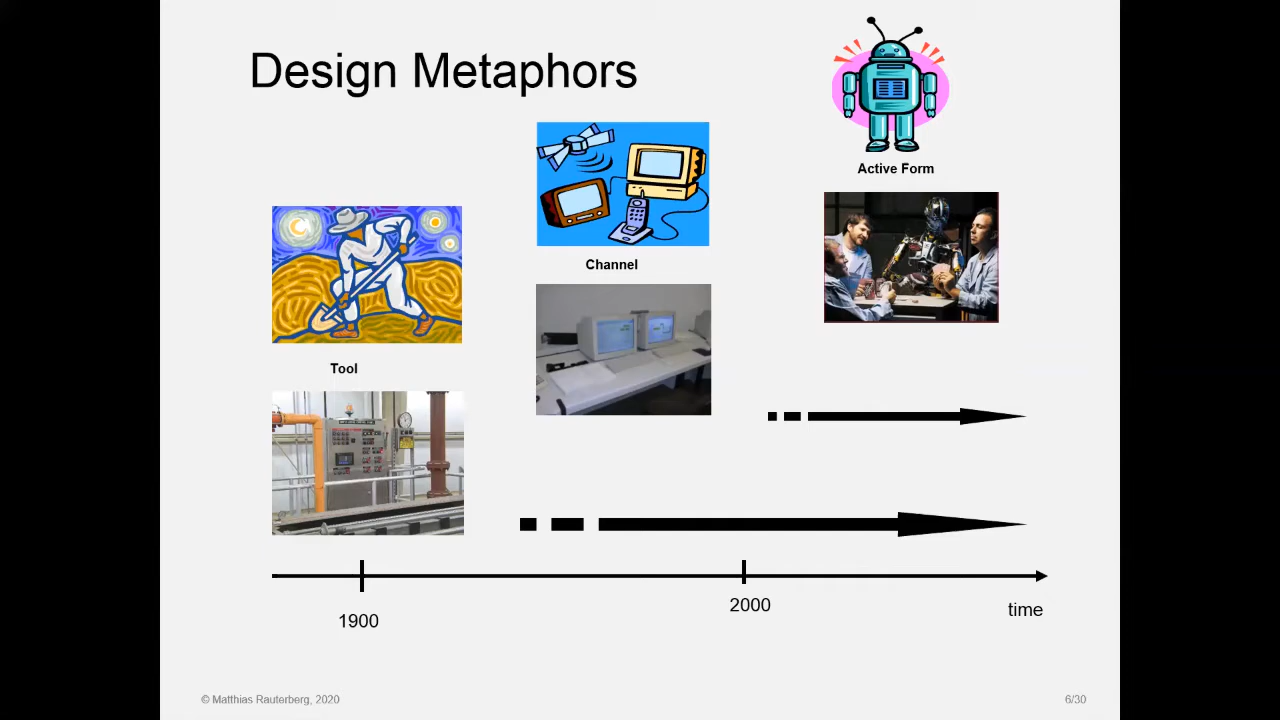 Design Metaphors
Active Form
Channel
Tool
1900
2000
time
© Matthias Rauterberg, 2020
6/30